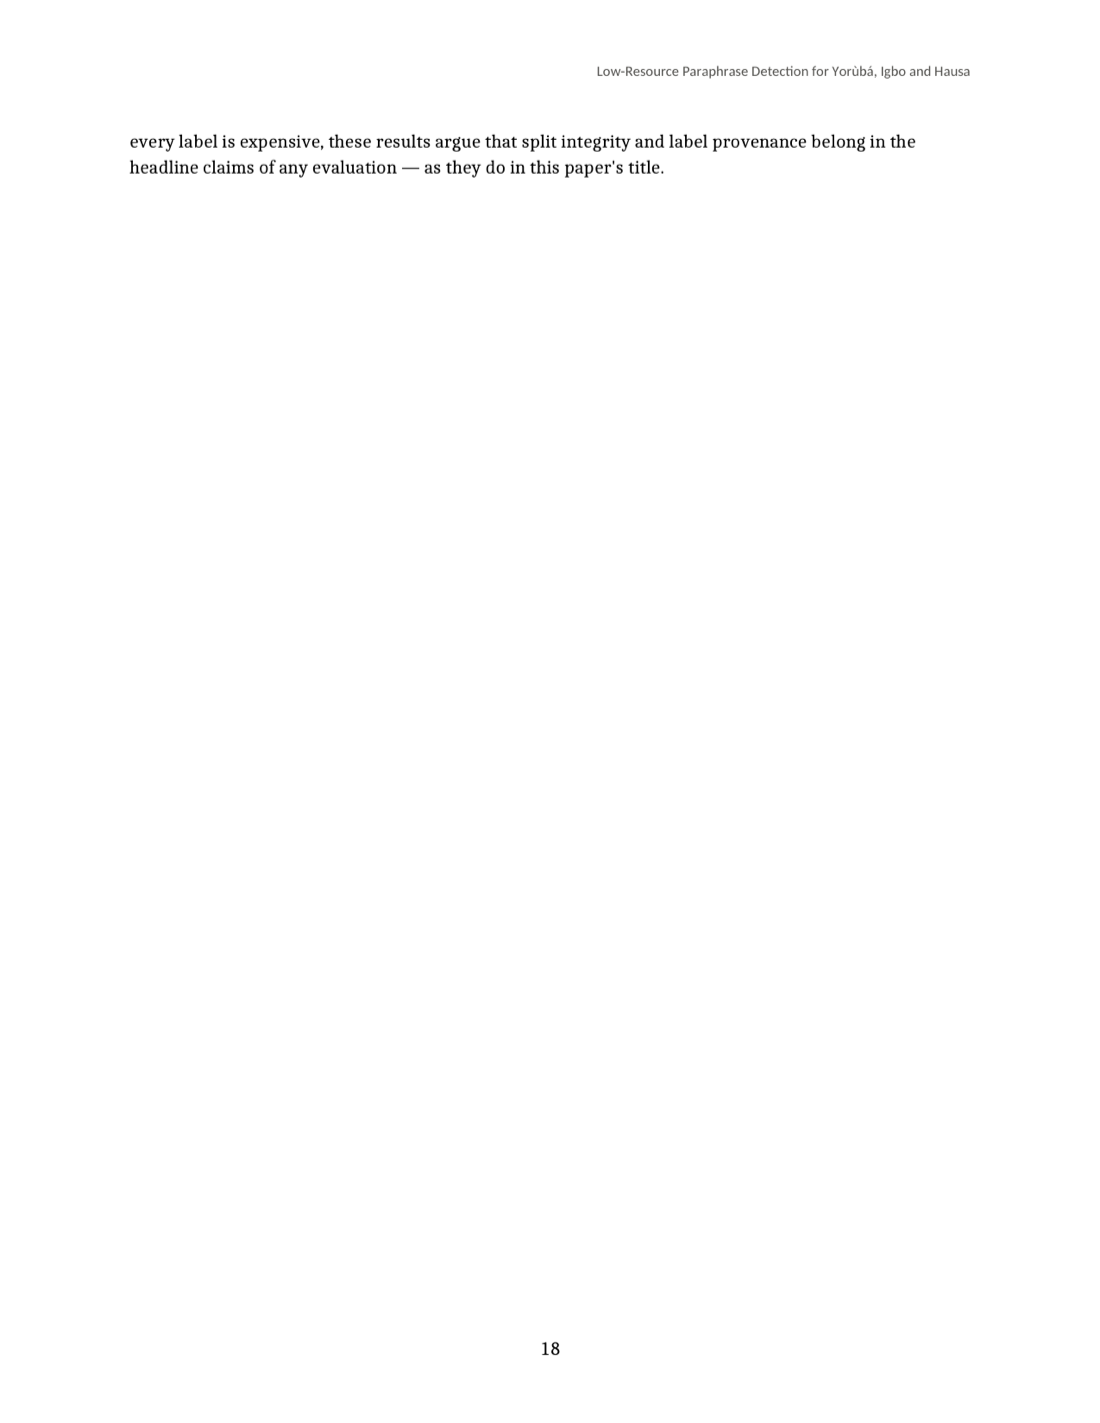 Low-Resource Paraphrase Detection for Yorùbá, Igbo and Hausa
every label is expensive, these results argue that split integrity and label provenance belong in the
headline claims of any evaluation — as they do in this paper's title.
18